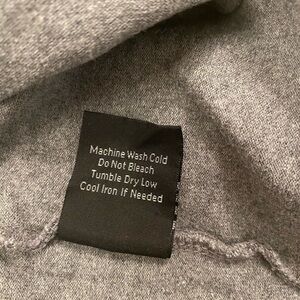 Machine Wash Cold
Do Not Bleach
Tumble Dry Low
Cool Iron If Needed